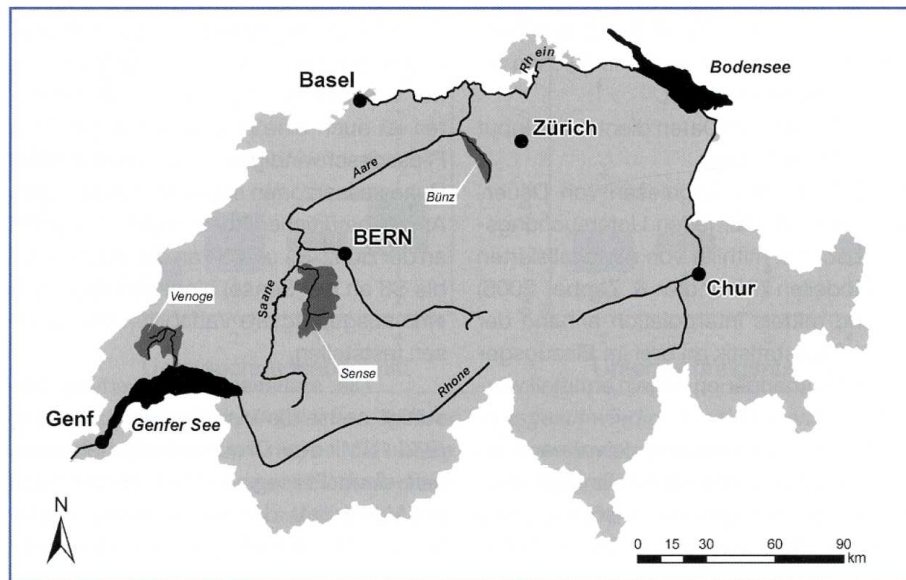 Rhein
Bodensee
Basel
Zürich
Aare
Bünz
BERN
Chur
Saane
Venoge
Sense
Rhone
Genf
Genfer See
N
0 15 30 60 90
km